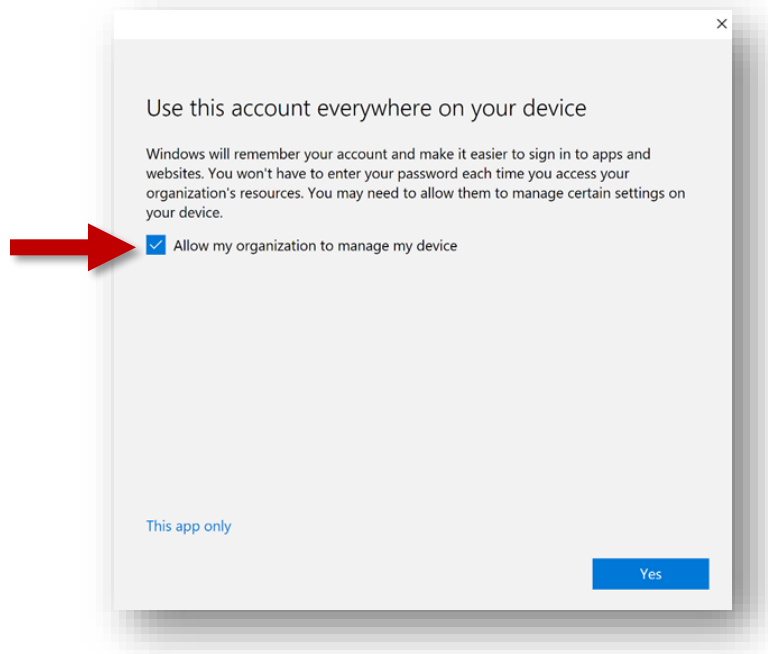 Use this account everywhere on your device
Windows will remember your account and make it easier to sign in to apps and
websites. You won't have to enter your password each time you access your
organization's resources. You may need to allow them to manage certain settings on
your device.
Allow my organization to manage my device
This app only
Yes